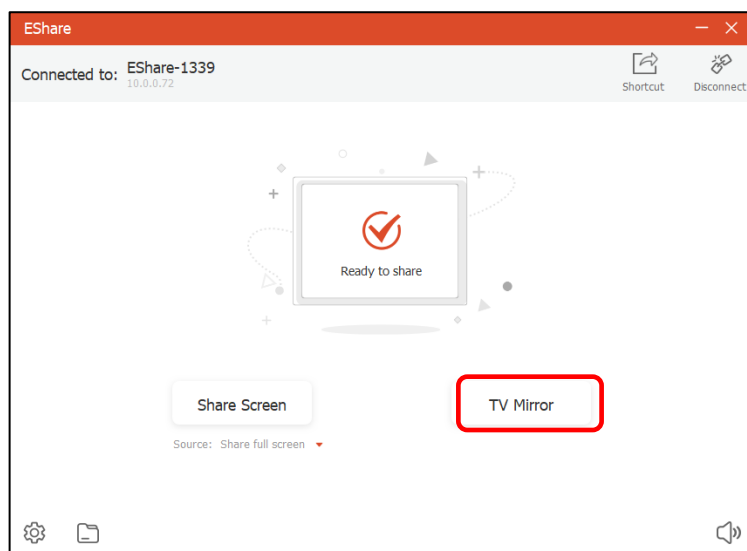 EShare
Connected to: EShare-1339
10.0.0.72
Shortcut
Disconnect
Ready to share
Share Screen
TV Mirror
Source: Share full screen